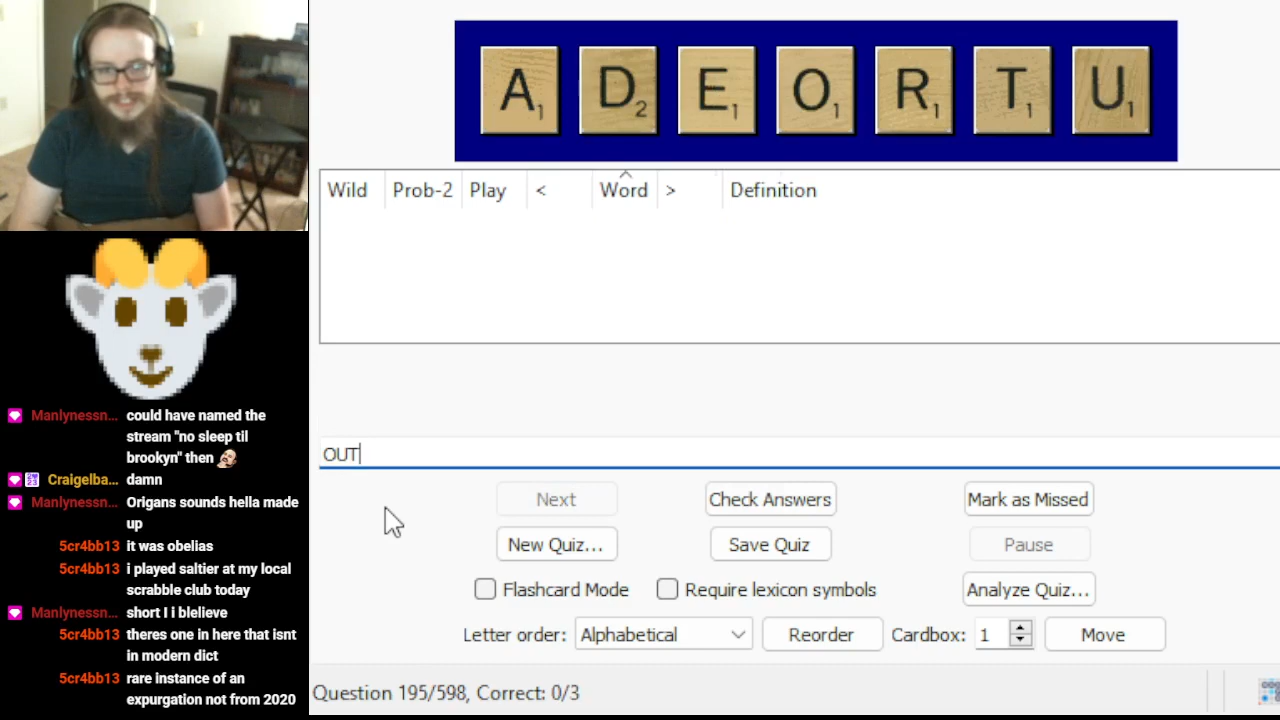 A1 D2 E1 O1 R1 T1 U1
Wild Prob-2 Play < Word > Definition
OUT
Next Check Answers Mark as Missed
New Quiz... Save Quiz Pause
Flashcard Mode Require lexicon symbols Analyze Quiz...
Letter order: Alphabetical Reorder Cardbox: 1 Move
Question 195/598, Correct: 0/3
Manlynessn... could have named the
stream "no sleep til
brookyn" then
Craigelba... damn
Manlynessn... Origans sounds hella made
up
5cr4bb13 it was obelias
5cr4bb13 i played saltier at my local
scrabble club today
Manlynessn... short I i blelieve
5cr4bb13 theres one in here that isnt
in modern dict
5cr4bb13 rare instance of an
expurgation not from 2020